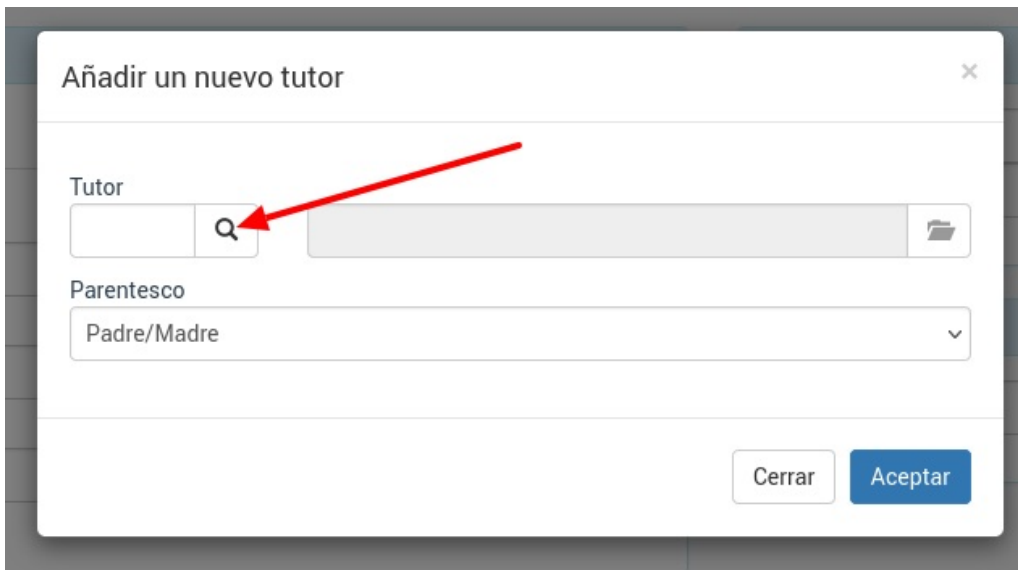 Añadir un nuevo tutor
Tutor
Parentesco
Padre/Madre
Cerrar Aceptar